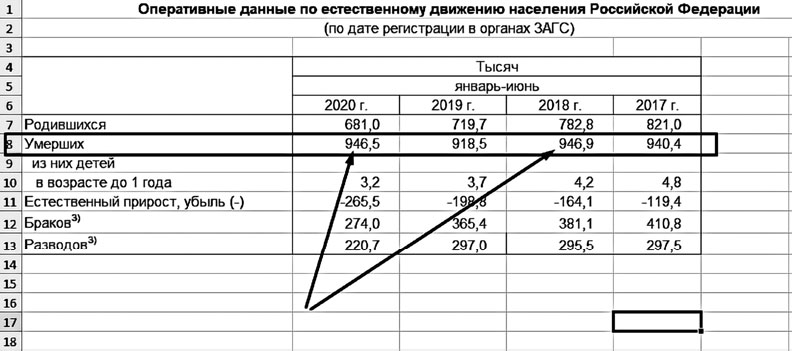 1 Оперативные данные по естественному движению населения Российской Федерации
2 (по дате регистрации в органах ЗАГС)
3
4 Тысяч
5 январь-июнь
6 2020 г. 2019 г. 2018 г. 2017 г.
7 Родившихся 681,0 719,7 782,8 821,0
8 Умерших 946,5 918,5 946,9 940,4
9 из них детей
10 в возрасте до 1 года 3,2 3,7 4,2 4,8
11 Естественный прирост, убыль (-) -265,5 -198,8 -164,1 -119,4
12 Браков3) 274,0 365,4 381,1 410,8
13 Разводов3) 220,7 297,0 295,5 297,5
14
15
16
17
18